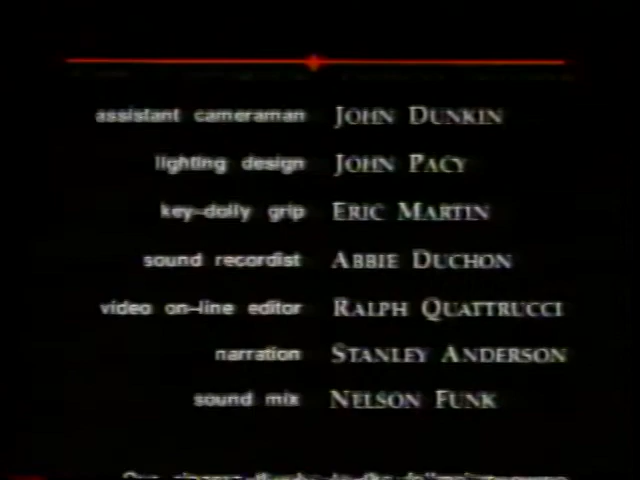 assistant cameraman JOHN DUNKIN
lighting design JOHN PACY
key-dolly grip ERIC MARTIN
sound recordist ABBIE DUCHON
video on-line editor RALPH QUATTRUCCI
narration STANLEY ANDERSON
sound mix NELSON FUNK